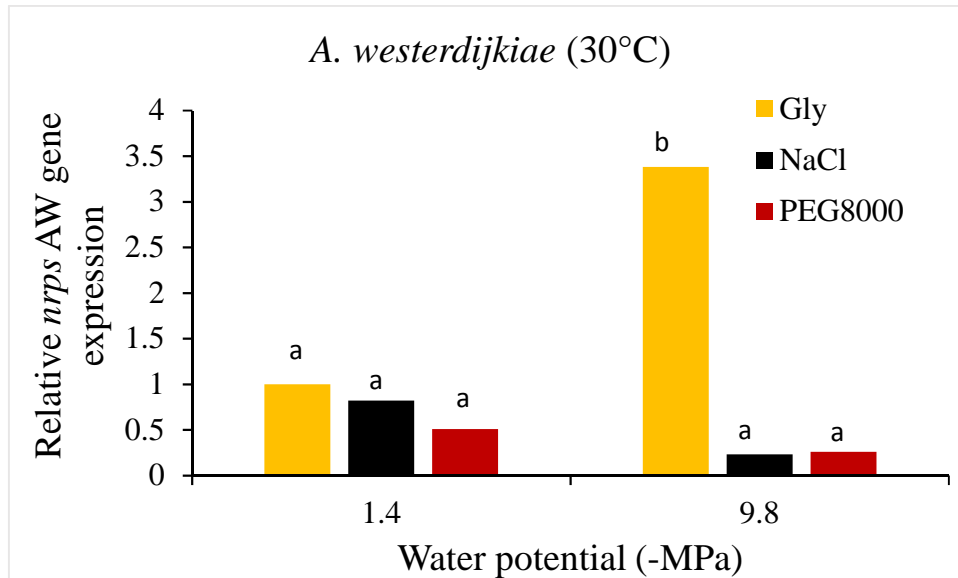 A. westerdijkiae (30°C)
Relative nrps AW gene
expression
4
3.5
3
2.5
2
1.5
1
0.5
0
Gly
NaCl
PEG8000
a
a
a
b
a
a
1.4
9.8
Water potential (-MPa)